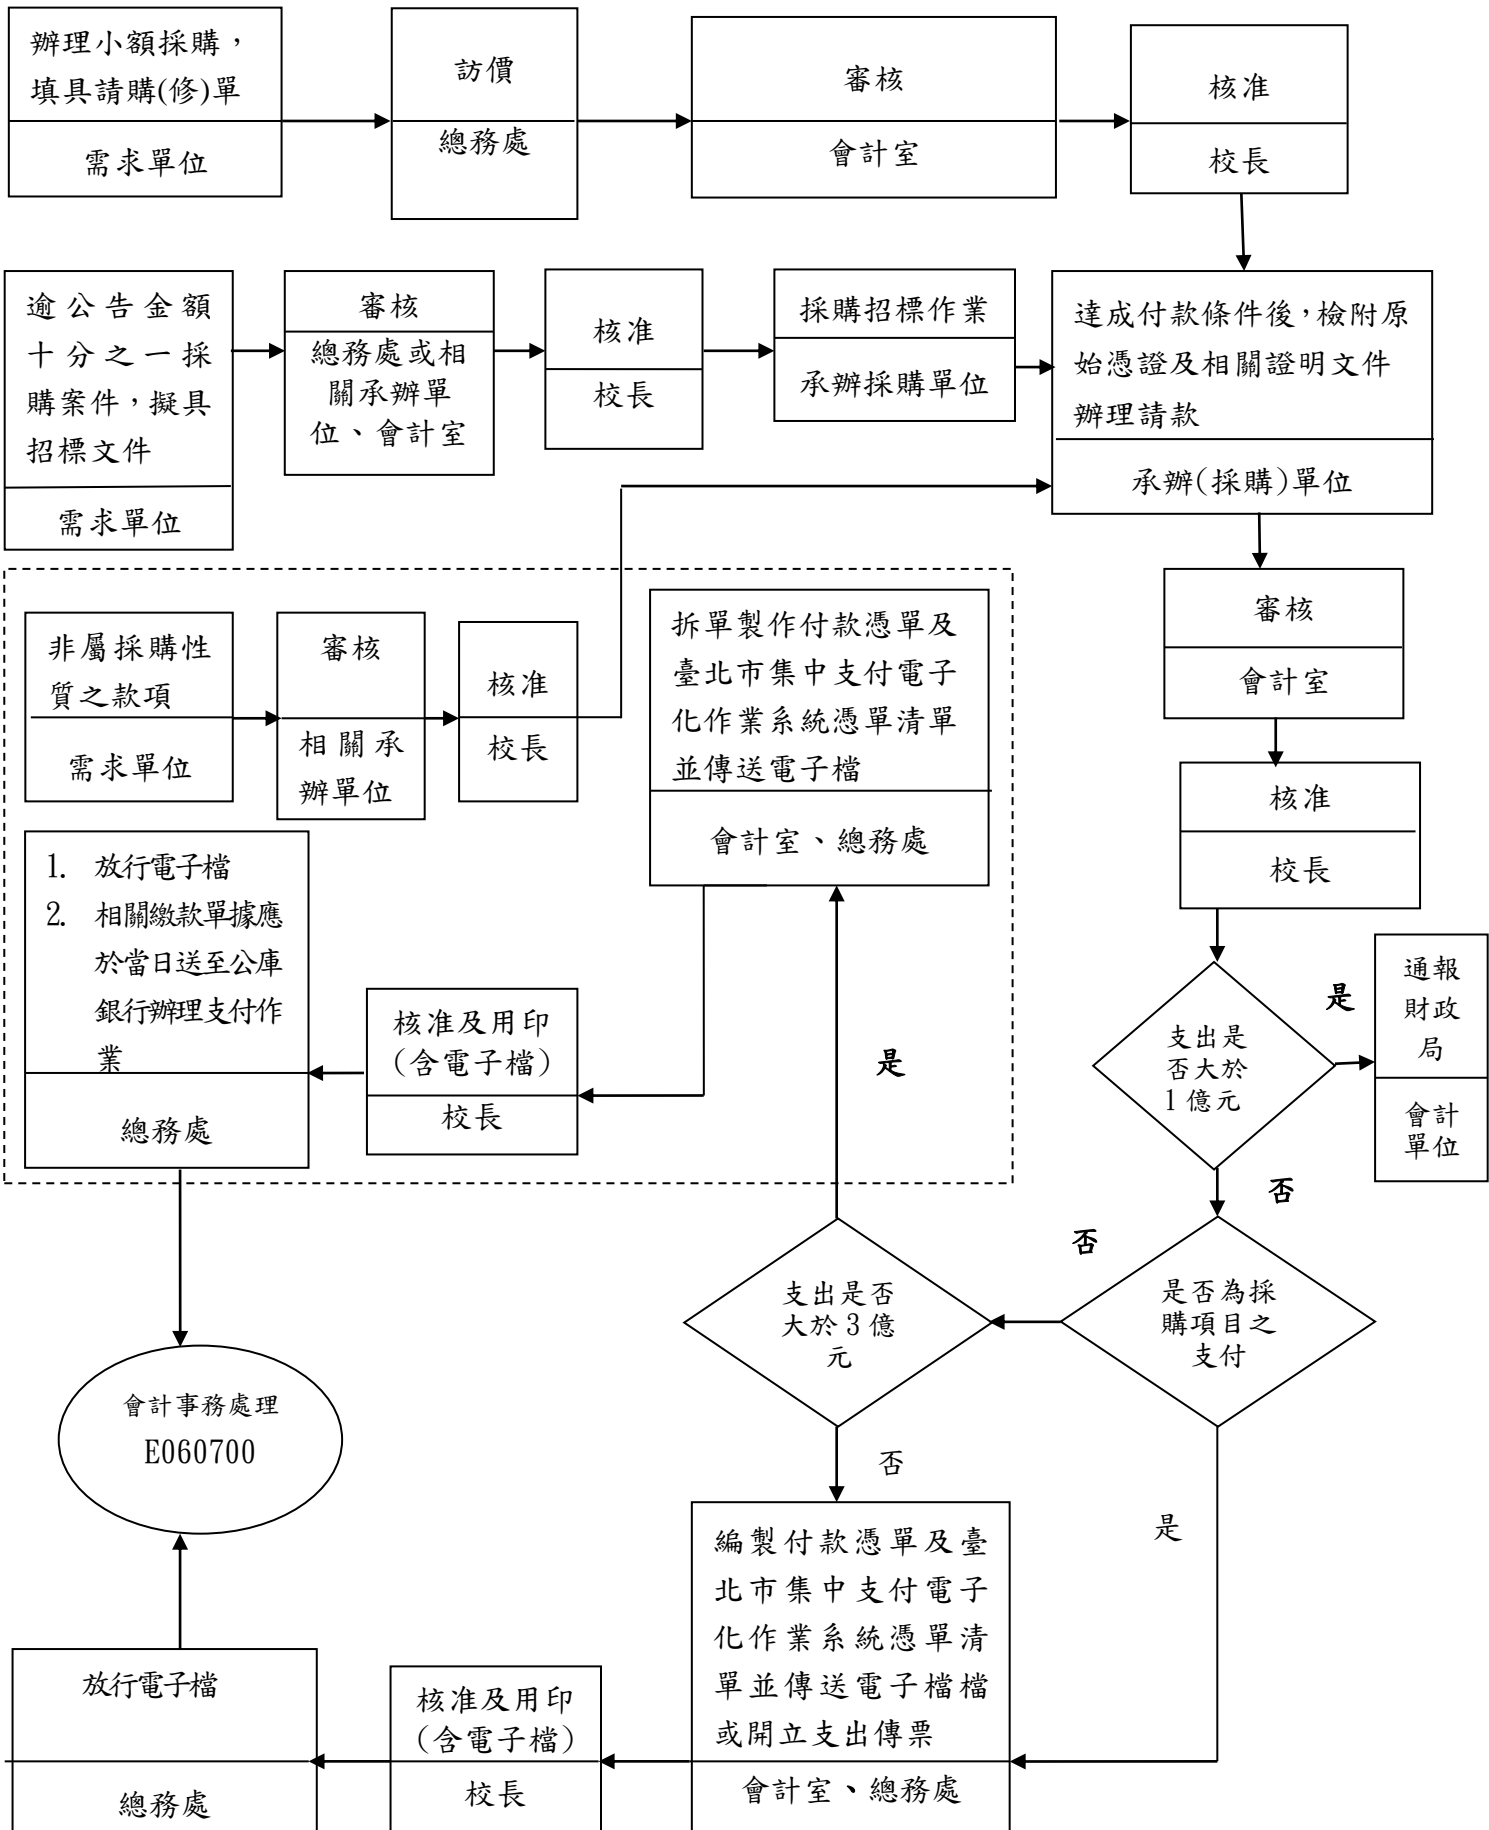 辦理小額採購，
填具請購(修)單
需求單位
訪價
總務處
審核
會計室
核准
校長
逾公告金額
十分之一採
購案件，擬具
招標文件
需求單位
審核
總務處或相
關承辦單
位、會計室
核准
校長
採購招標作業
承辦採購單位
達成付款條件後，檢附原
始憑證及相關證明文件
辦理請款
承辦(採購)單位
非屬採購性
質之款項
需求單位
審核
相關承
辦單位
核准
校長
拆單製作付款憑單及
臺北市集中支付電子
化作業系統憑單清單
並傳送電子檔
會計室、總務處
審核
會計室
核准
校長
1. 放行電子檔
2. 相關繳款單據應
於當日送至公庫
銀行辦理支付作
業
總務處
核准及用印
(含電子檔)
校長
是
支出是
否大於
1億元
是
通報
財政
局
會計
單位
否
否
支出是否
大於3億
元
是否為採
購項目之
支付
會計事務處理
E060700
否
是
編製付款憑單及臺
北市集中支付電子
化作業系統憑單清
單並傳送電子檔檔
或開立支出傳票
會計室、總務處
核准及用印
(含電子檔)
校長
放行電子檔
總務處